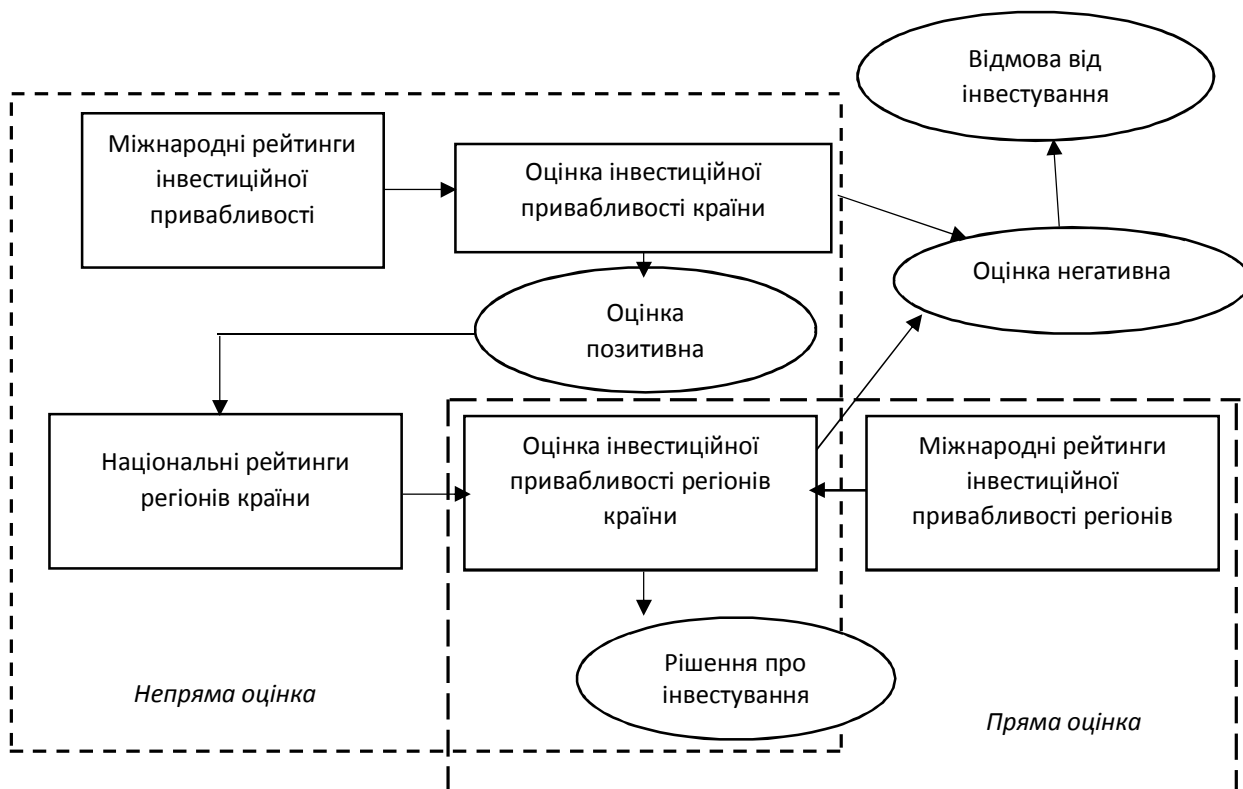 Відмова від
інвестування
Міжнародні рейтинги
інвестиційної
привабливості
Оцінка інвестиційної
привабливості країни
Оцінка негативна
Оцінка
позитивна
Національні рейтинги
регіонів країни
Оцінка інвестиційної
привабливості регіонів
країни
Міжнародні рейтинги
інвестиційної
привабливості регіонів
Рішення про
інвестування
Непряма оцінка
Пряма оцінка